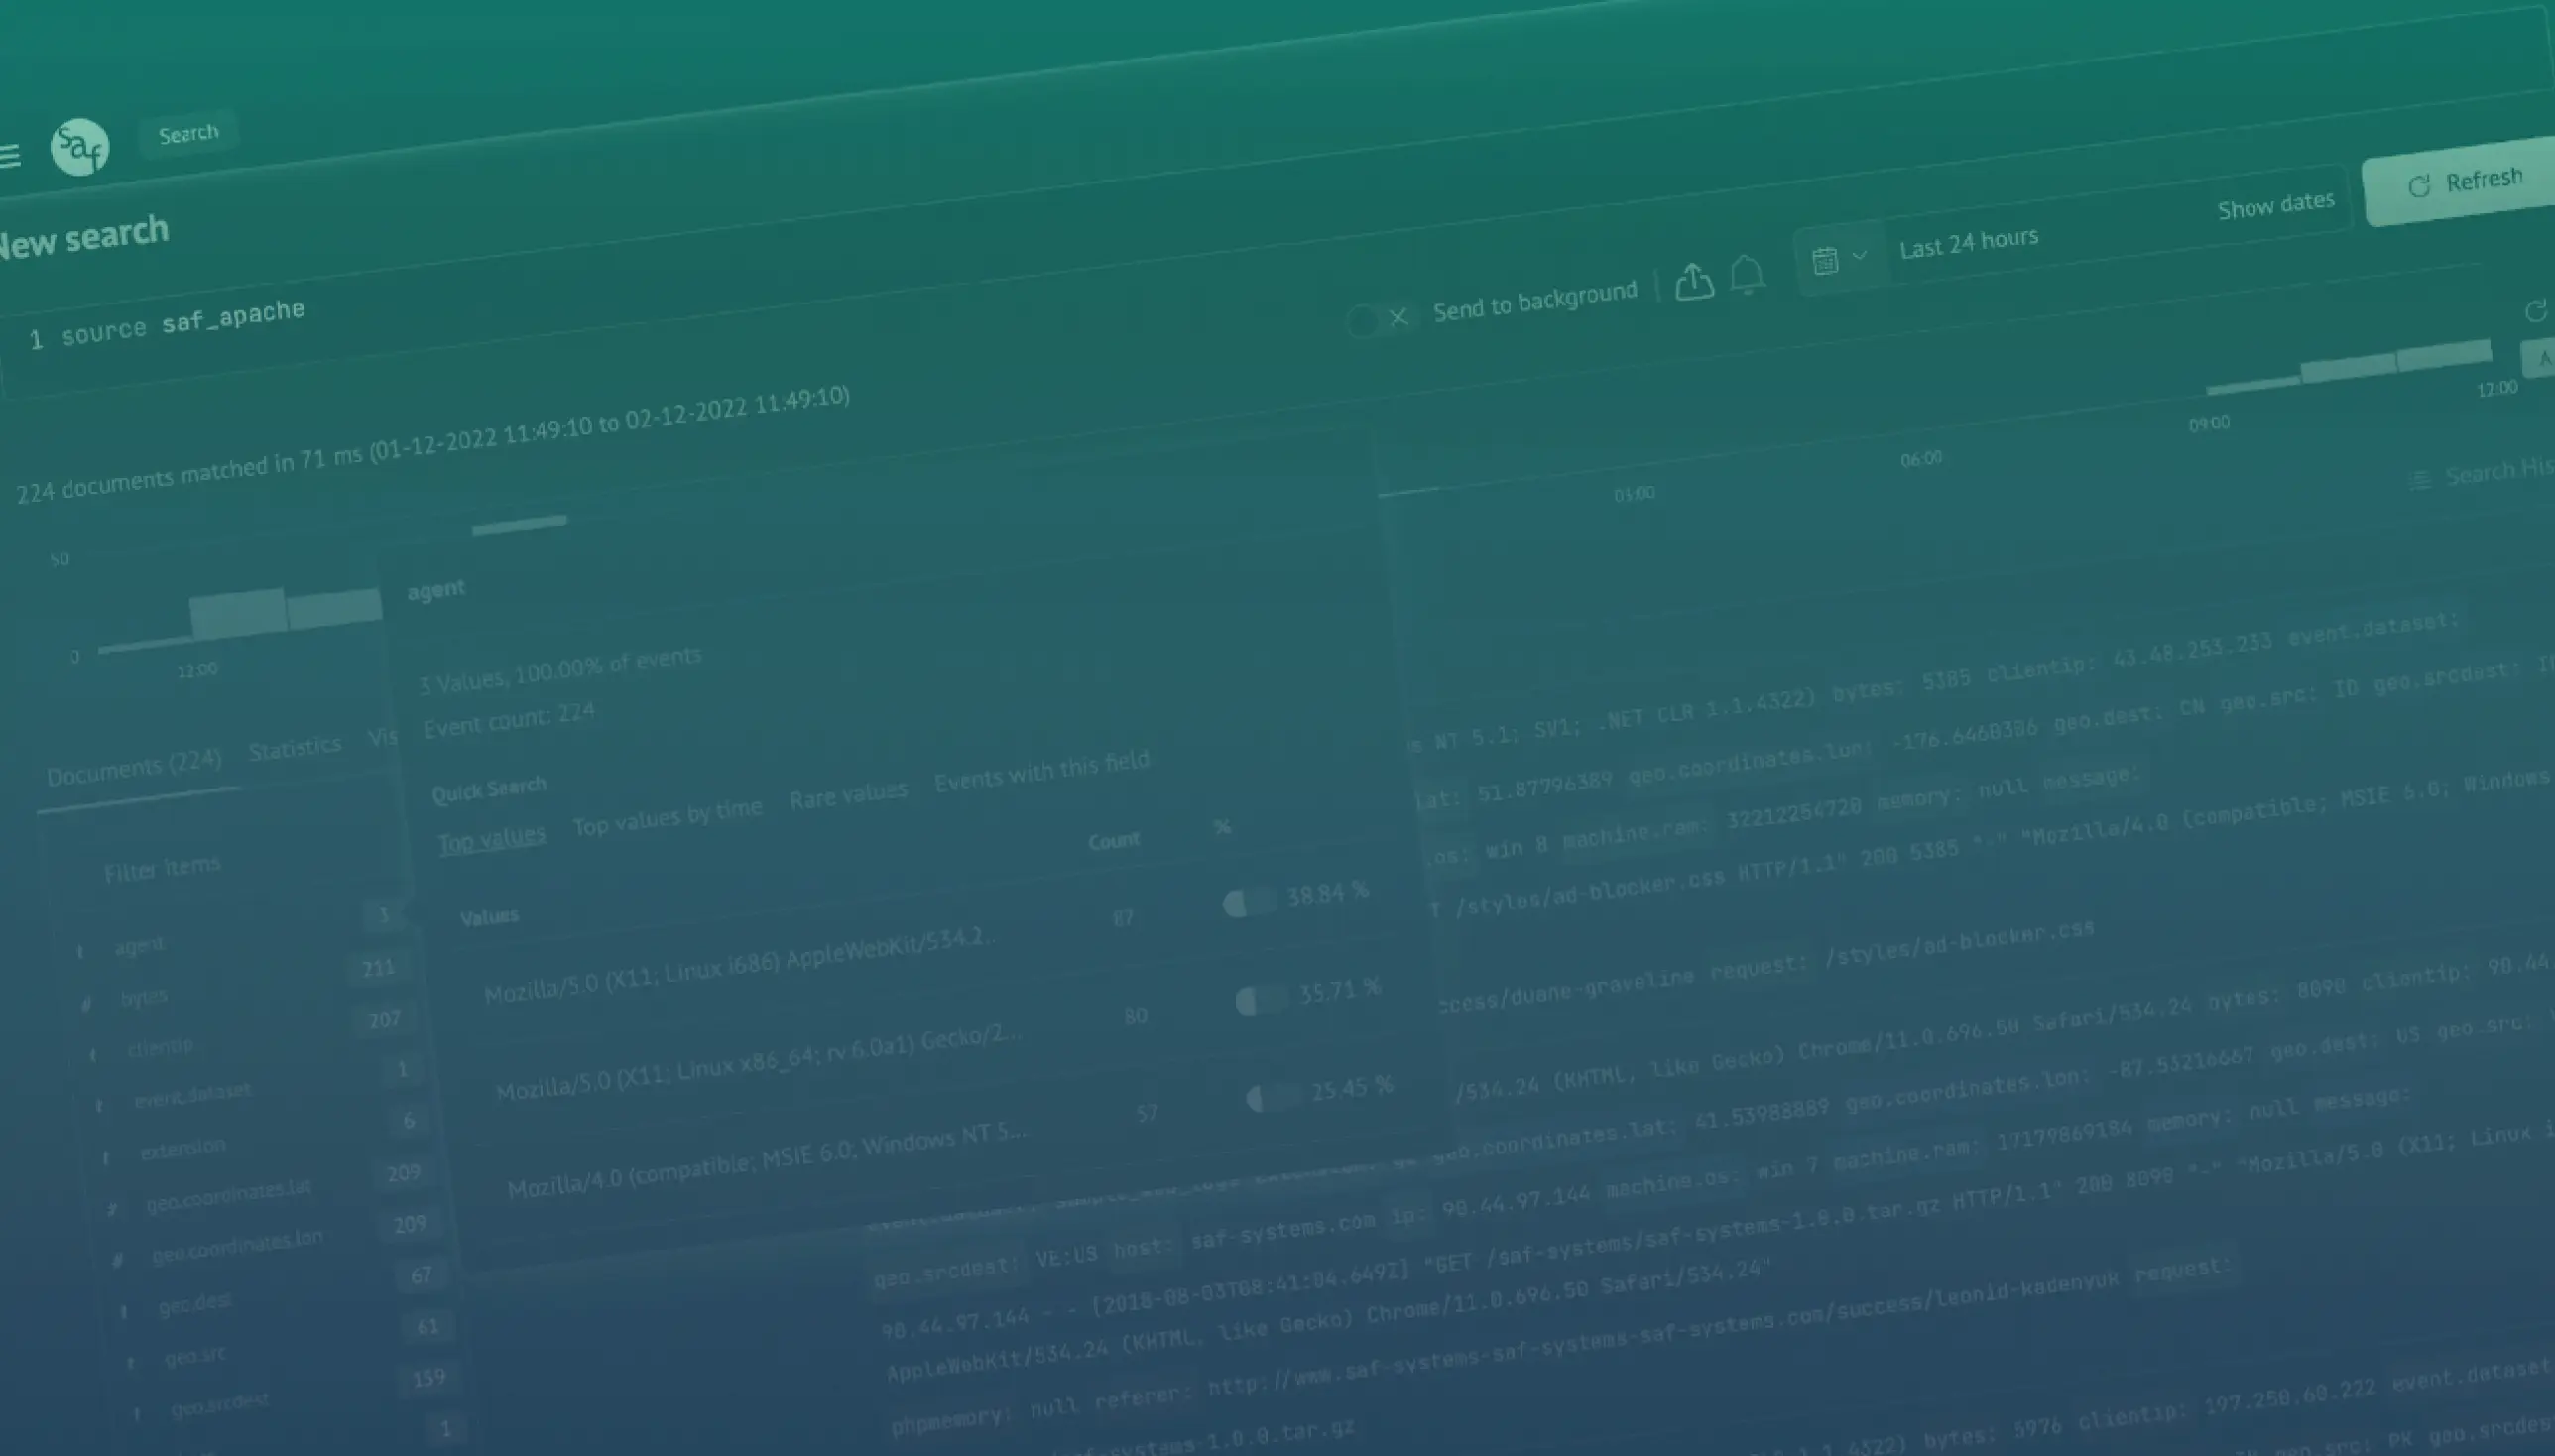 saf Search
New search
1 source saf_apache
Send to background
Last 24 hours
Show dates
Refresh
224 documents matched in 71 ms (01-12-2022 11:49:10 to 02-12-2022 11:49:10)
50
0
12:00
03:00
06:00
09:00
12:00
A
Search His
Documents (224) Statistics Vis
Filter items
t agent 3
# bytes 211
t clientip 207
t event.dataset 1
t extension 6
# geo.coordinates.lat 209
# geo.coordinates.lon 209
t geo.dest 67
t geo.src 61
t geo.srcdest 159
1
agent
3 Values, 100.00% of events
Event count: 224
Quick Search
Top values Top values by time Rare values Events with this field
Values Count %
Mozilla/5.0 (X11; Linux i686) AppleWebKit/534.2... 87 38.84 %
Mozilla/5.0 (X11; Linux x86_64; rv:6.0a1) Gecko/2... 80 35.71 %
Mozilla/4.0 (compatible; MSIE 6.0; Windows NT 5... 57 25.45 %
s NT 5.1; SV1; .NET CLR 1.1.4322) bytes: 5385 clientip: 43.48.253.233 event.dataset:
lat: 51.87796389 geo.coordinates.lon: -176.6460306 geo.dest: CN geo.src: ID geo.srcdest:
.os: win 8 machine.ram: 32212254720 memory: null message:
T /styles/ad-blocker.css HTTP/1.1" 200 5385 "-" "Mozilla/4.0 (compatible; MSIE 6.0; Windows
ccess/duane-graveline request: /styles/ad-blocker.css
/534.24 (KHTML, like Gecko) Chrome/11.0.696.50 Safari/534.24 bytes: 8090 clientip: 90.44
geo.coordinates.lat: 41.53988889 geo.coordinates.lon: -87.53216667 geo.dest: US geo.src:
geo.srcdest: VE:US host: saf-systems.com ip: 90.44.97.144 machine.os: win 7 machine.ram: 17179869184 memory: null message:
90.44.97.144 - - [2018-08-03T08:41:04.649Z] "GET /saf-systems/saf-systems-1.0.0.tar.gz HTTP/1.1" 200 8090 "-" "Mozilla/5.0 (X11; Linux i
AppleWebKit/534.24 (KHTML, like Gecko) Chrome/11.0.696.50 Safari/534.24"
phpmemory: null referer: http://www.saf-systems-saf-systems-saf-systems.com/success/leonid-kadenyuk request:
saf-systems-1.0.0.tar.gz
1.1.4322) bytes: 5976 clientip: 197.250.60.222 event.dataset
geo.src: PK geo.srcdes